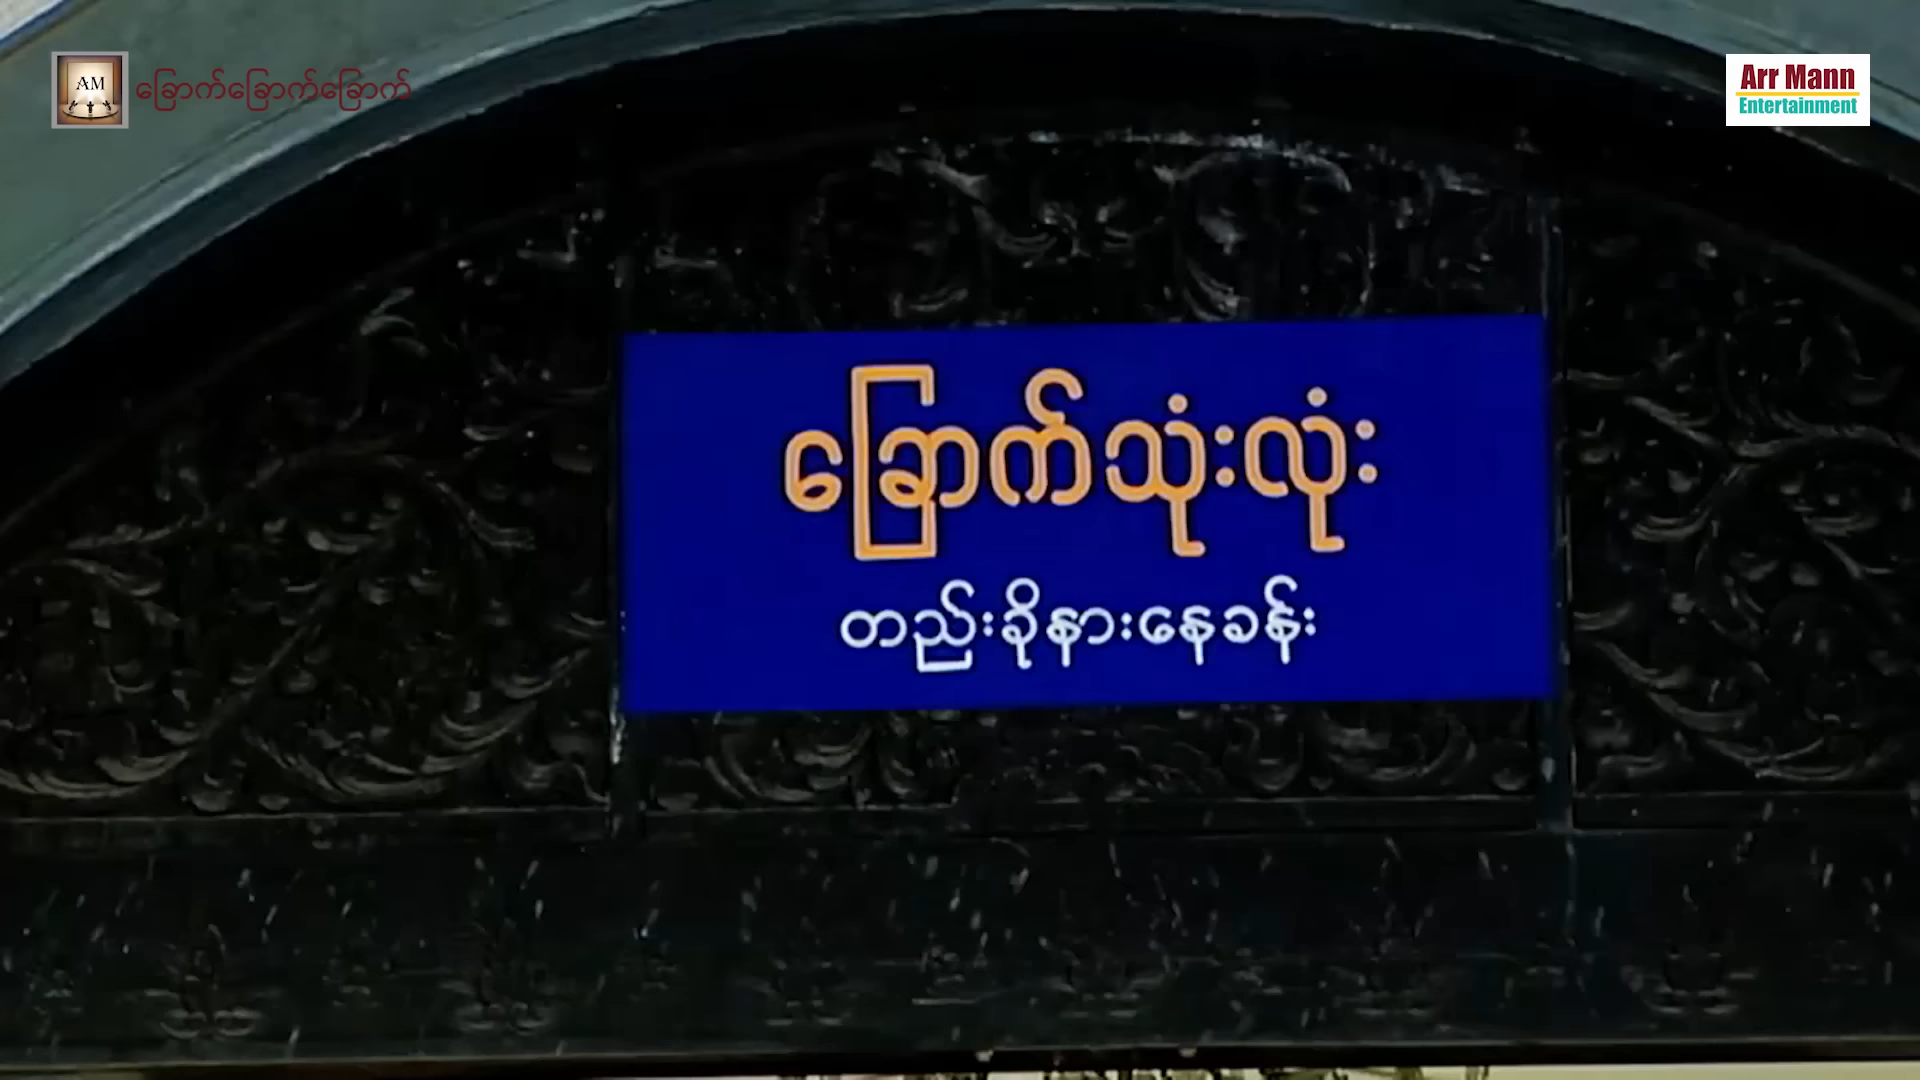 AM
ခြောက်ခြောက်ခြောက်
Arr Mann
Entertainment
ခြောက်သုံးလုံး
တည်းခိုနားနေခန်း